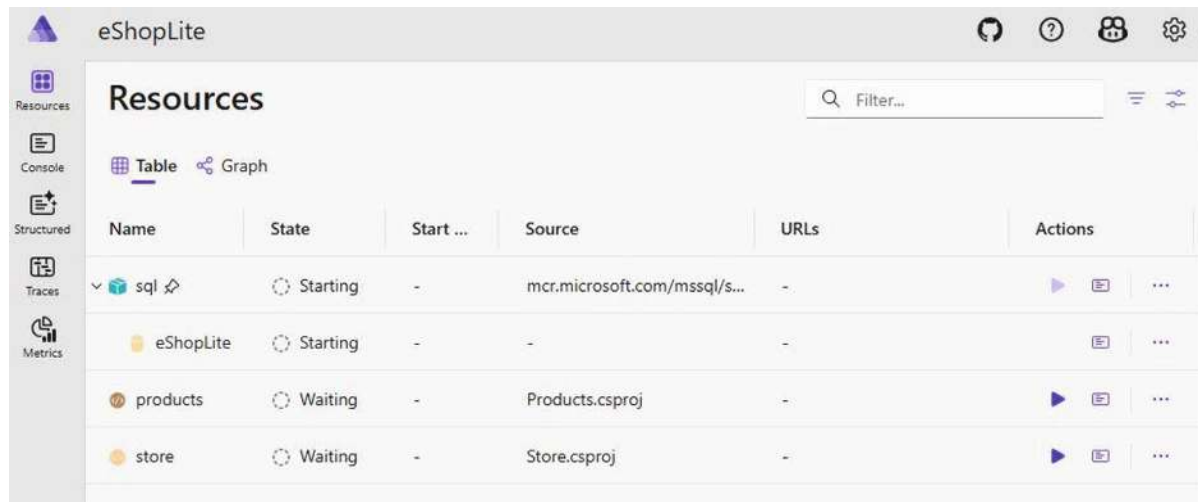 eShopLite
Resources
Resources
Filter...
Console
Table Graph
Structured
Name State Start ... Source URLs Actions
Traces
sql Starting - mcr.microsoft.com/mssql/s... -
Metrics
eShopLite Starting - - -
products Waiting - Products.csproj -
store Waiting - Store.csproj -